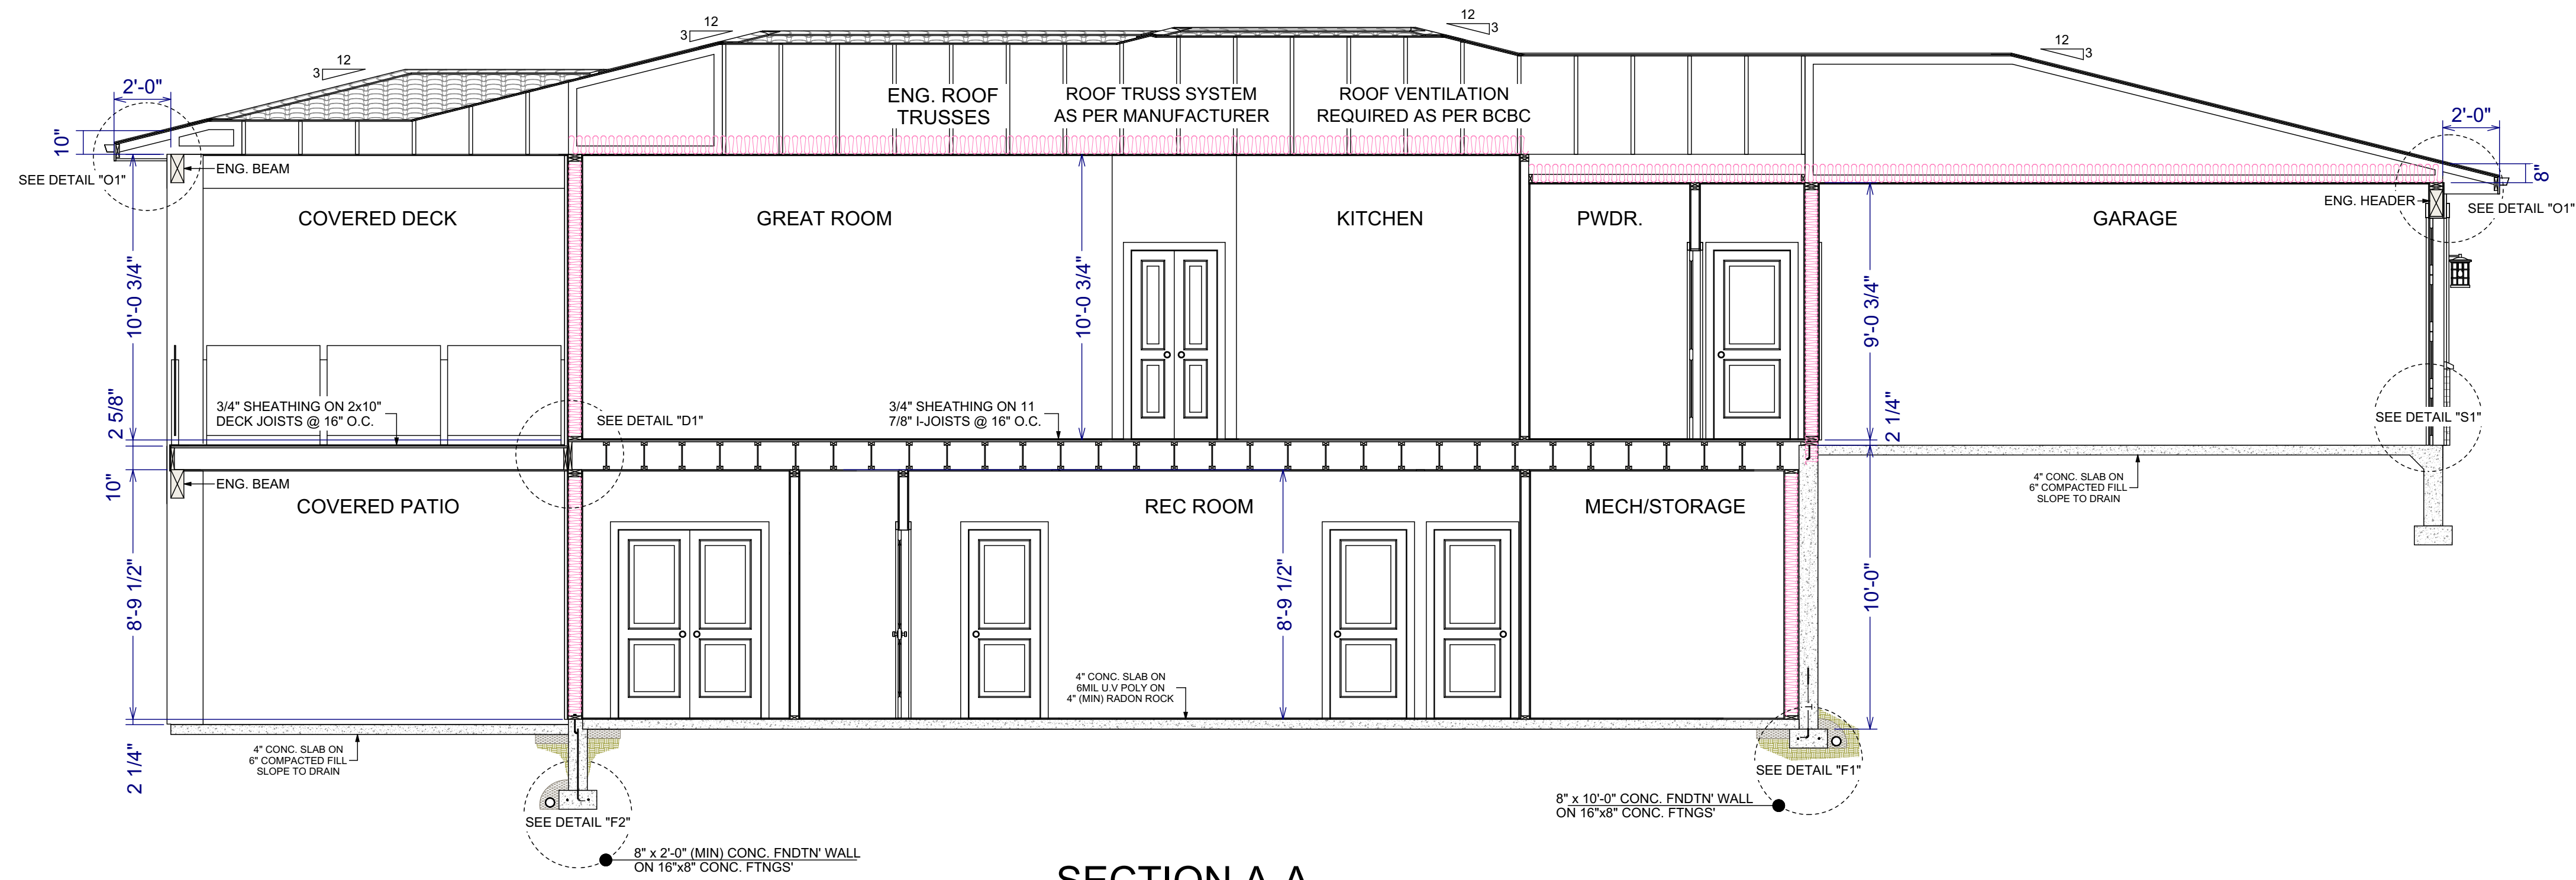 12
3
12
3
12
3
12
3
2'-0"
10"
SEE DETAIL "O1"
ENG. BEAM
ENG. ROOF
TRUSSES
ROOF TRUSS SYSTEM
AS PER MANUFACTURER
ROOF VENTILATION
REQUIRED AS PER BCBC
2'-0"
8"
ENG. HEADER
SEE DETAIL "O1"
COVERED DECK
GREAT ROOM
KITCHEN
PWDR.
GARAGE
10'-0 3/4"
10'-0 3/4"
9'-0 3/4"
2 5/8"
3/4" SHEATHING ON 2x10"
DECK JOISTS @ 16" O.C.
SEE DETAIL "D1"
3/4" SHEATHING ON 11
7/8" I-JOISTS @ 16" O.C.
2 1/4"
SEE DETAIL "S1"
10"
ENG. BEAM
4" CONC. SLAB ON
6" COMPACTED FILL
SLOPE TO DRAIN
COVERED PATIO
REC ROOM
MECH/STORAGE
8'-9 1/2"
8'-9 1/2"
10'-0"
4" CONC. SLAB ON
6MIL U.V POLY ON
4" (MIN) RADON ROCK
2 1/4"
4" CONC. SLAB ON
6" COMPACTED FILL
SLOPE TO DRAIN
SEE DETAIL "F2"
SEE DETAIL "F1"
8" x 10'-0" CONC. FNDTN' WALL
ON 16"x8" CONC. FTNGS'
8" x 2'-0" (MIN) CONC. FNDTN' WALL
ON 16"x8" CONC. FTNGS'
SECTION A-A